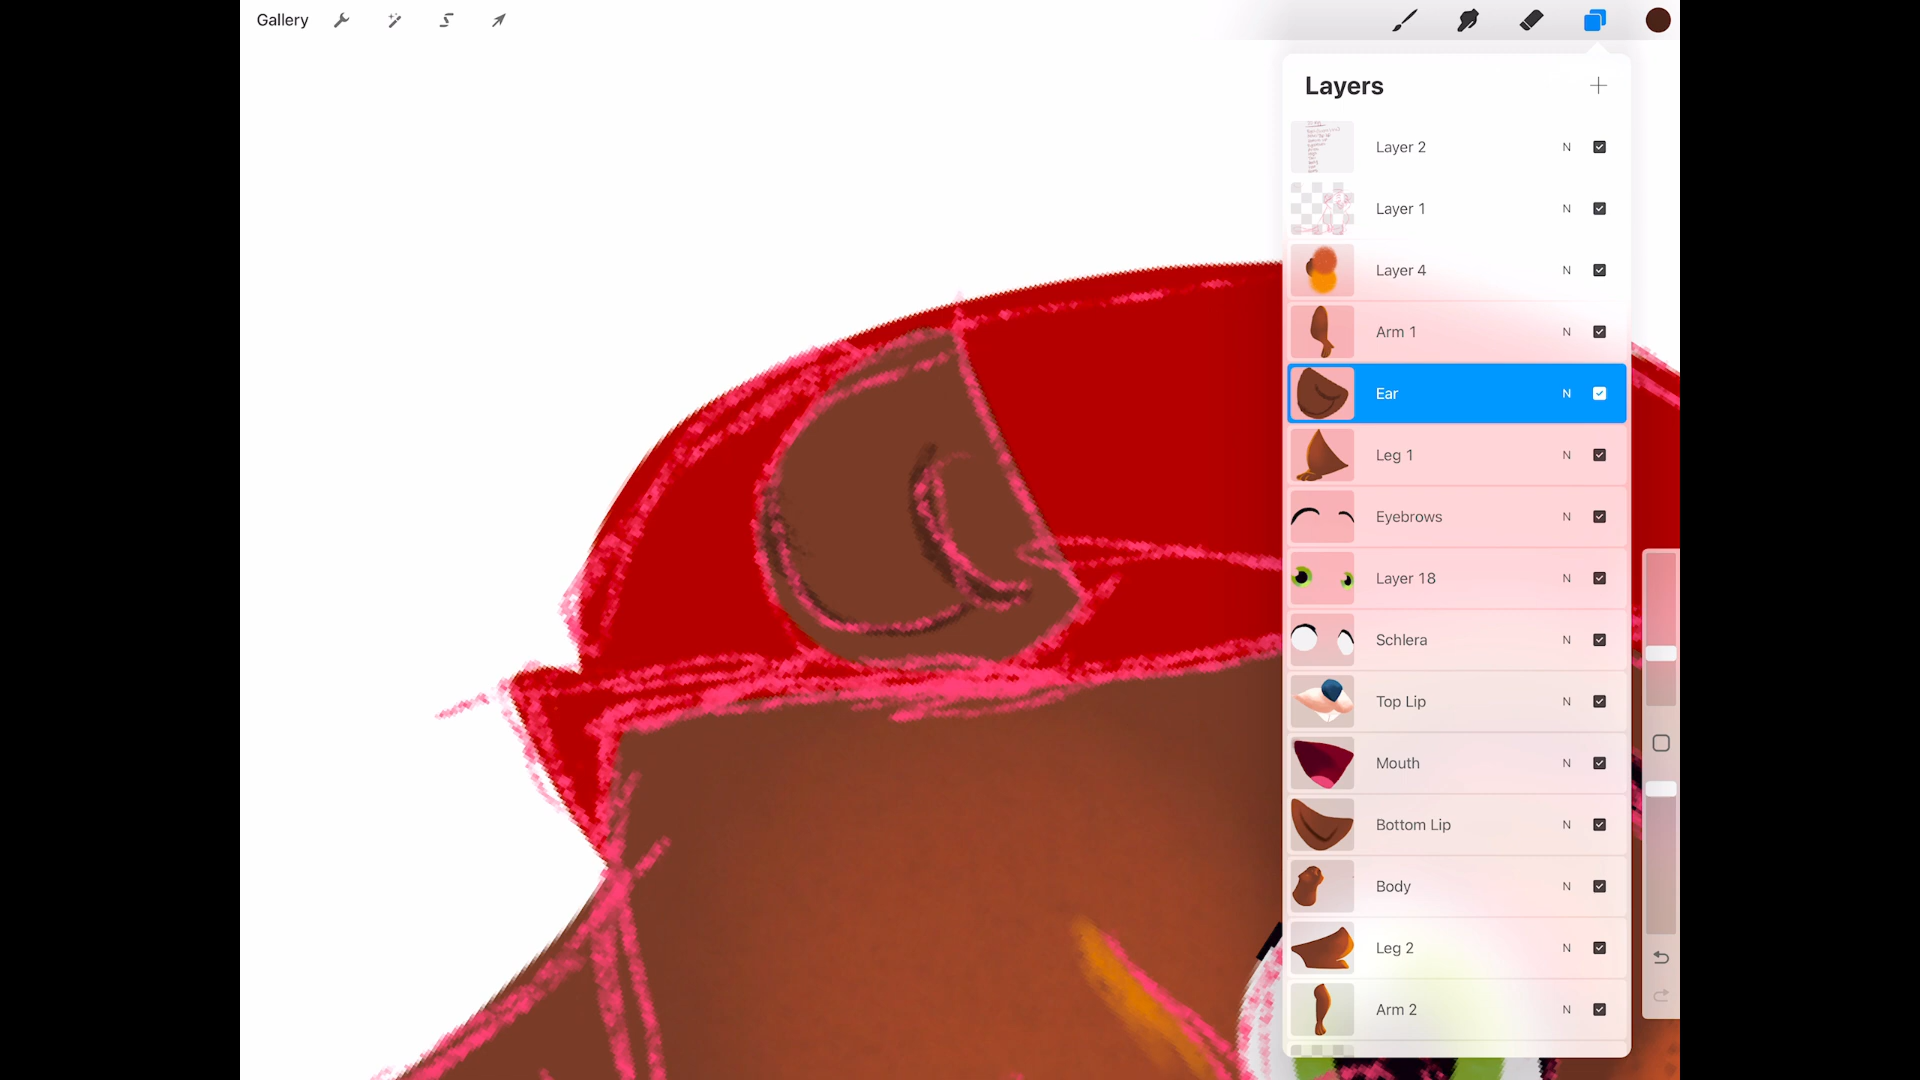 Gallery
Layers
Layer 2 N
Layer 1 N
Layer 4 N
Arm 1 N
Ear N
Leg 1 N
Eyebrows N
Layer 18 N
Schlera N
Top Lip N
Mouth N
Bottom Lip N
Body N
Leg 2 N
Arm 2 N